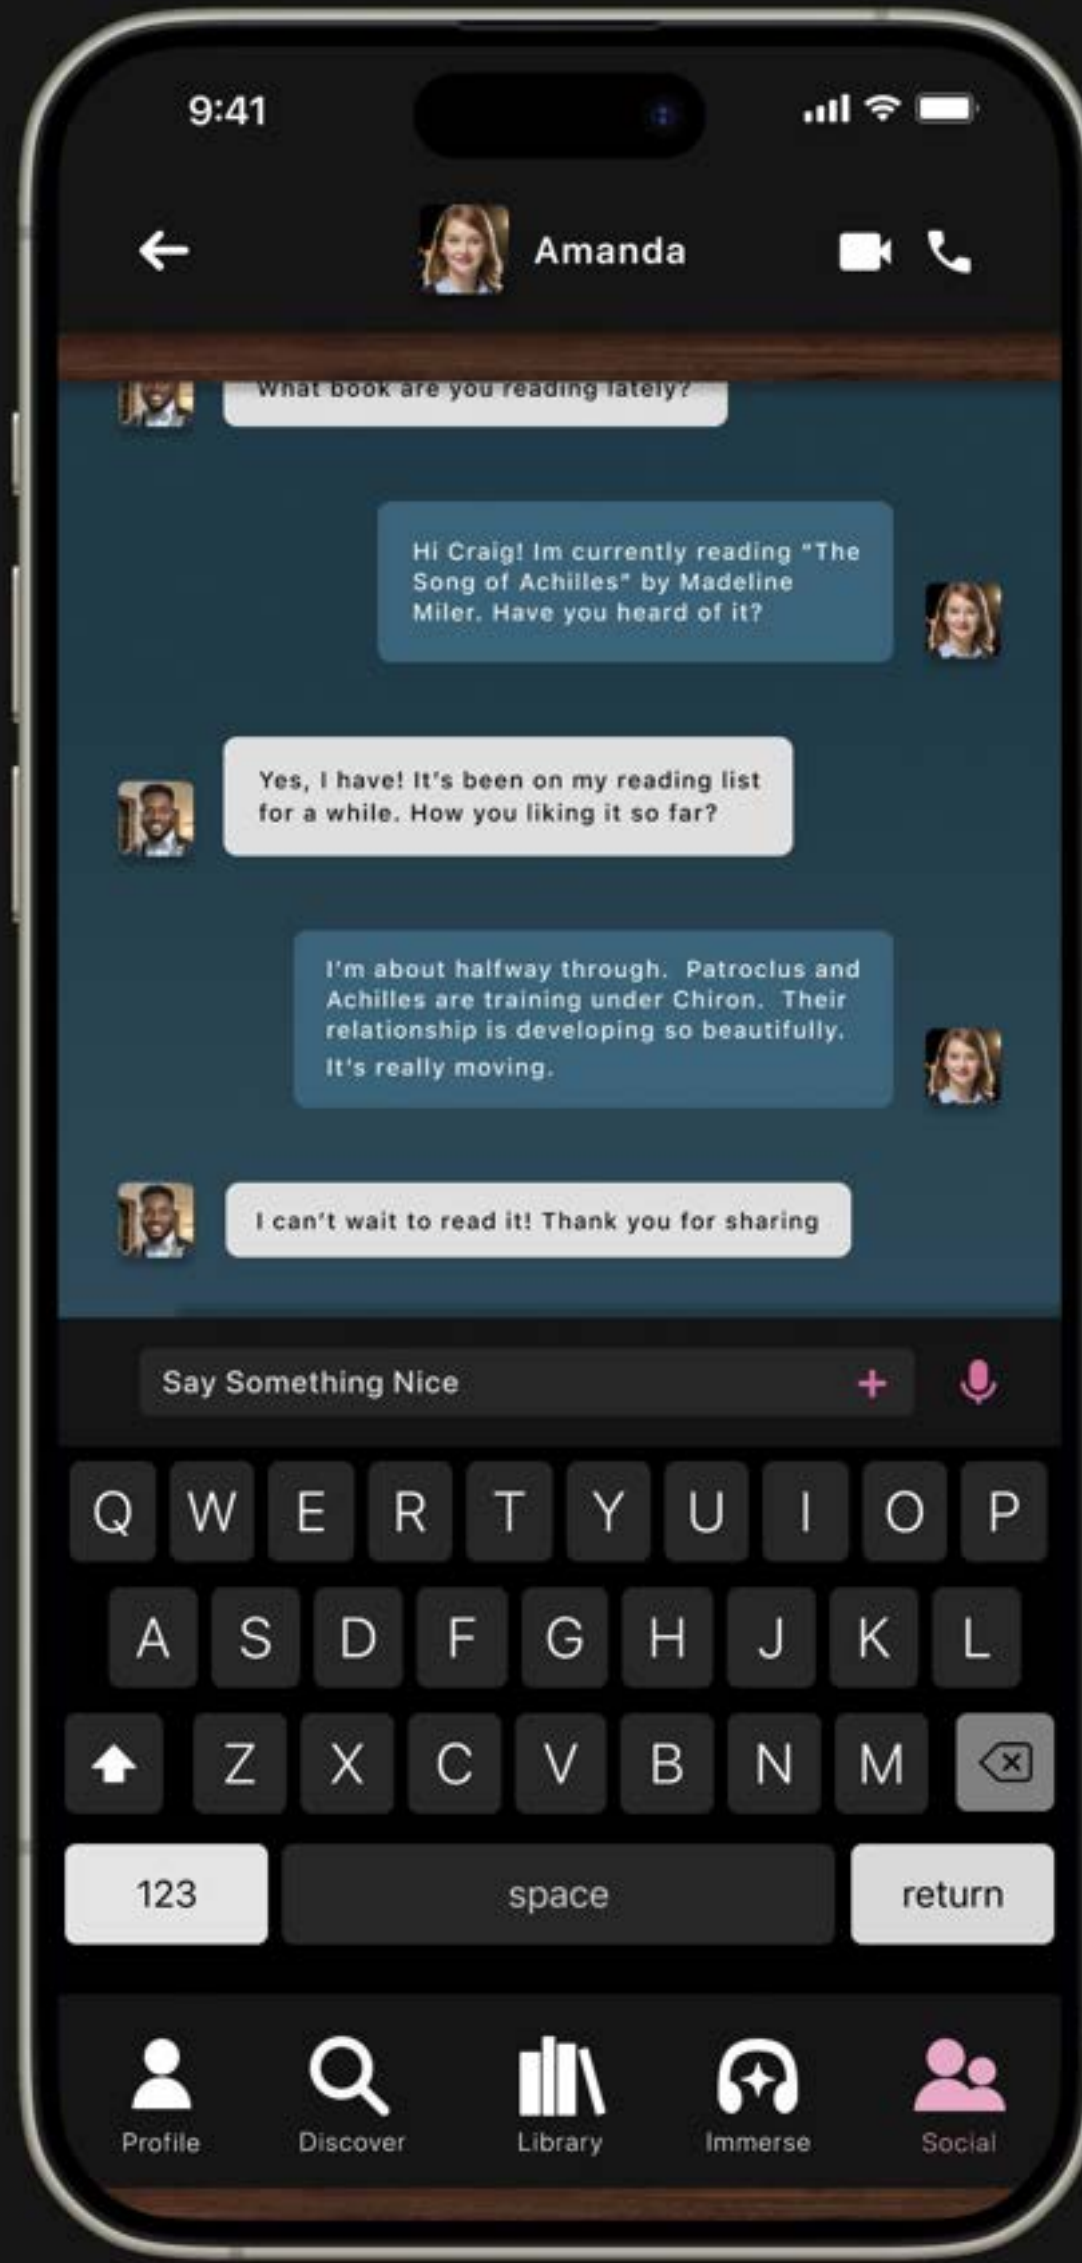 9:41
Amanda
What book are you reading lately?
Hi Craig! Im currently reading "The
Song of Achilles" by Madeline
Miler. Have you heard of it?
Yes, I have! It's been on my reading list
for a while. How you liking it so far?
I'm about halfway through. Patroclus and
Achilles are training under Chiron. Their
relationship is developing so beautifully.
It's really moving.
I can't wait to read it! Thank you for sharing
Say Something Nice
Q W E R T Y U I O P
A S D F G H J K L
Z X C V B N M
123 space return
Profile Discover Library Immerse Social